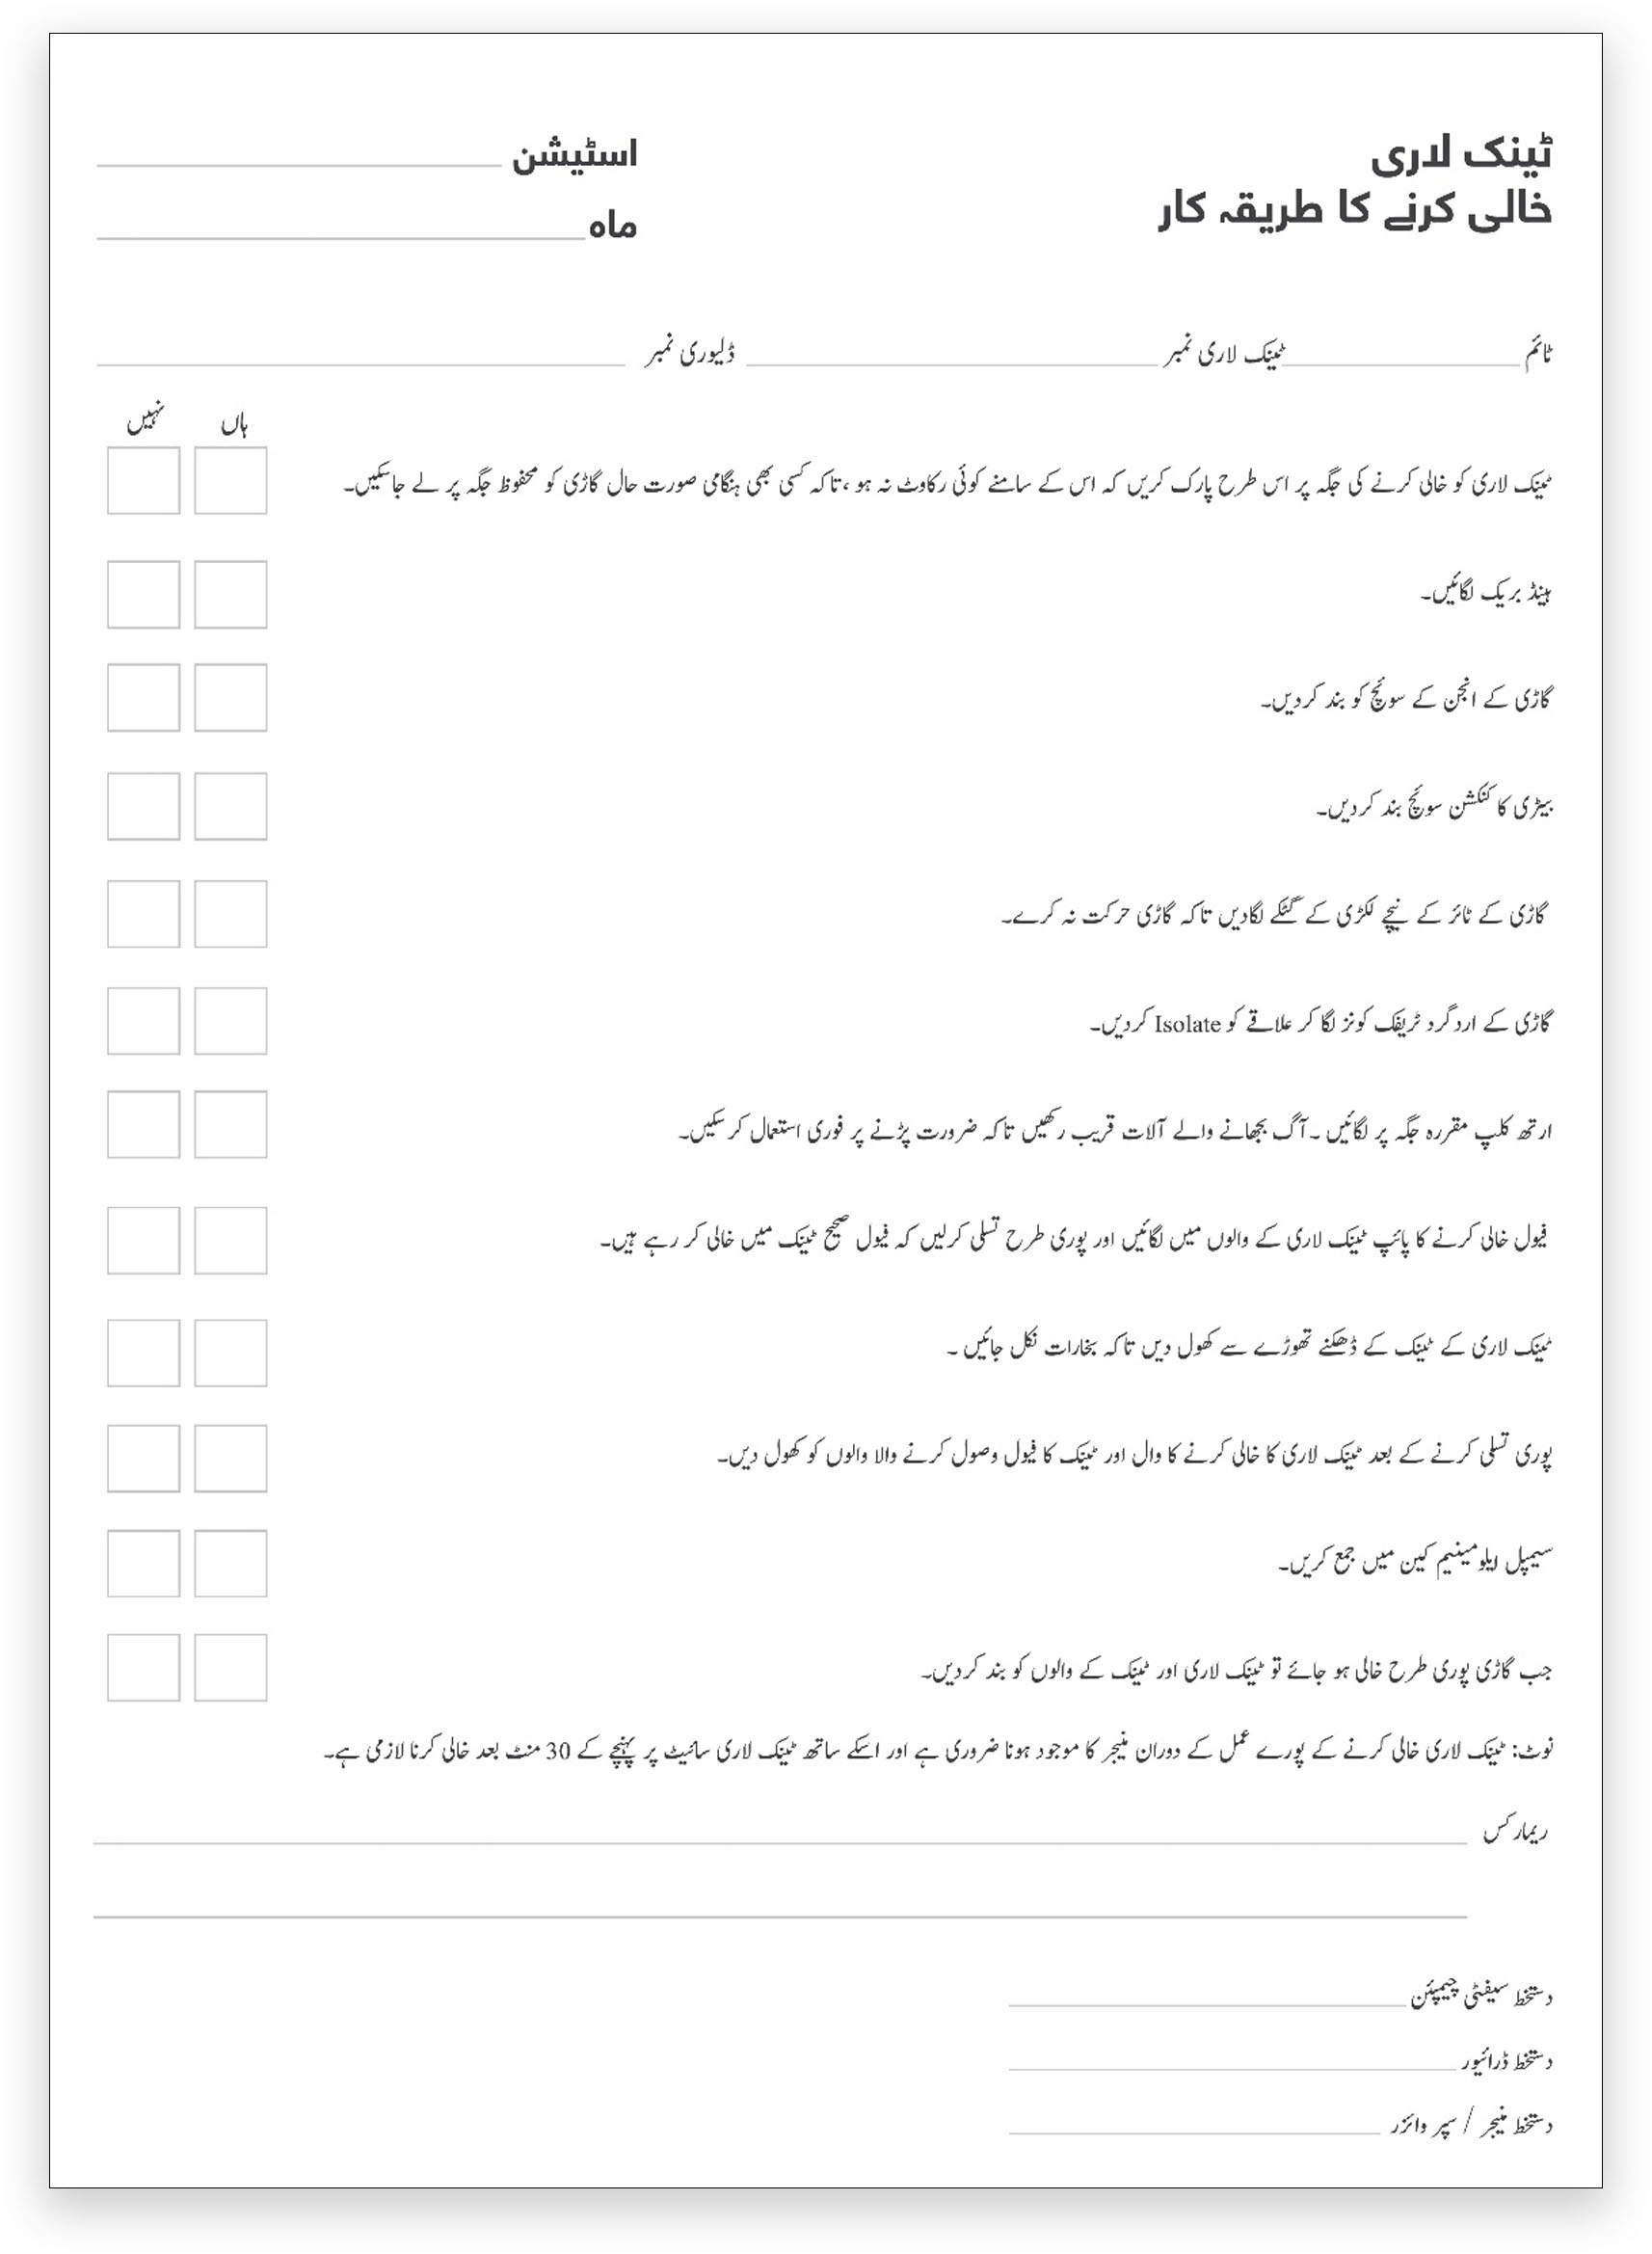 ٹینک لاری
خالی کرنے کا طریقہ کار
اسٹیشن
ماہ
ٹائم ٹینک لاری نمبر ڈلیوری نمبر
ہاں نہیں
ٹینک لاری کو خالی کرنے کی جگہ پر اس طرح پارک کریں کہ اس کے سامنے کوئی رکاوٹ نہ ہو، تاکہ کسی بھی ہنگامی صورت حال گاڑی کو محفوظ جگہ پر لے جاسکیں۔
ہینڈ بریک لگائیں۔
گاڑی کے انجن کے سوئچ کو بند کردیں۔
بیٹری کا کنکشن سوئچ بند کردیں۔
گاڑی کے ٹائر کے نیچے لکڑی کے گٹکے لگادیں تاکہ گاڑی حرکت نہ کرے۔
گاڑی کے اردگرد ٹریفک کونز لگا کر علاقے کو Isolate کردیں۔
ارتھ کلپ مقررہ جگہ پر لگائیں ۔آگ بجھانے والے آلات قریب رکھیں تاکہ ضرورت پڑنے پر فوری استعمال کرسکیں۔
فیول خالی کرنے کا پائپ ٹینک لاری کے والوں میں لگائیں اور پوری طرح تسلی کرلیں کہ فیول صحیح ٹینک میں خالی کر رہے ہیں۔
ٹینک لاری کے ٹینک کے ڈھکنے تھوڑے سے کھول دیں تاکہ بخارات نکل جائیں ۔
پوری تسلی کرنے کے بعد ٹینک لاری کا خالی کرنے کا وال اور ٹینک کا فیول وصول کرنے والا والوں کو کھول دیں۔
سیمپل ایلومینیم کین میں جمع کریں۔
جب گاڑی پوری طرح خالی ہو جائے تو ٹینک لاری اور ٹینک کے والوں کو بند کردیں۔
نوٹ: ٹینک لاری خالی کرنے کے پورے عمل کے دوران منیجر کا موجود ہونا ضروری ہے اور اسکے ساتھ ٹینک لاری سائیٹ پر پہنچے کے 30 منٹ بعد خالی کرنا لازمی ہے۔
ریمارکس
دستخط سیفٹی چیمپئن
دستخط ڈرائیور
دستخط منیجر / سپر وائزر